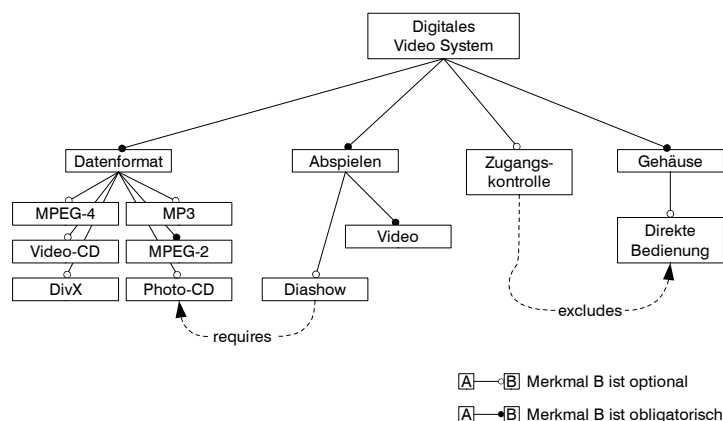 Digitales
Video System
Datenformat
Abspielen
Zugangs-
kontrolle
Gehäuse
MPEG-4
MP3
Video-CD
MPEG-2
DivX
Photo-CD
Video
Diashow
Direkte
Bedienung
requires
excludes
A B Merkmal B ist optional
A B Merkmal B ist obligatorisch